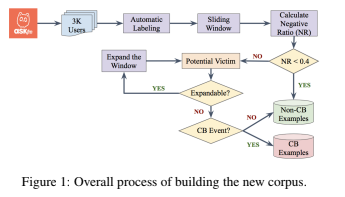 ASKfm
3K
Users
Automatic
Labeling
Sliding
Window
Calculate
Negative
Ratio (NR)
Expand the
Window
Potential Victim
NO
NR < 0.4
YES
Expandable?
YES
NO
Non-CB
Examples
CB Event?
NO
YES
CB
Examples
Figure 1: Overall process of building the new corpus.